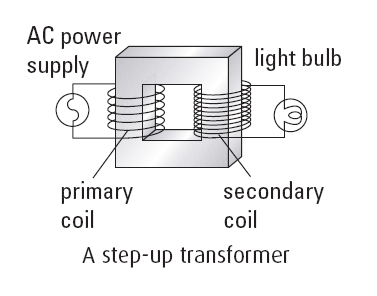 AC power
supply
light bulb
primary
coil
secondary
coil
A step-up transformer